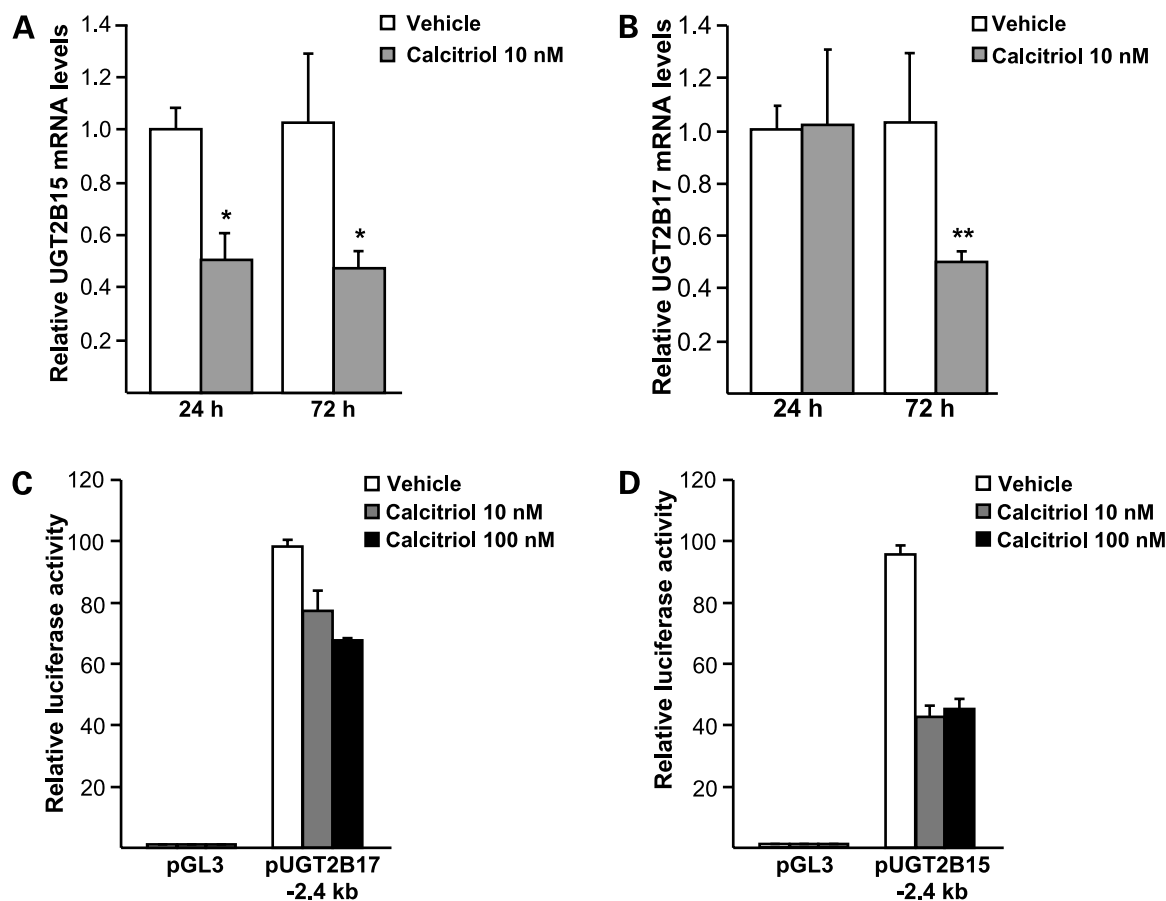 A
Relative UGT2B15 mRNA levels
1.4
1.2
1.0
0.8
0.6
0.4
0.2
Vehicle
Calcitriol 10 nM
*
*
24 h
72 h
B
Relative UGT2B17 mRNA levels
1.4
1.2
1.0
0.8
0.6
0.4
0.2
Vehicle
Calcitriol 10 nM
**
24 h
72 h
C
Relative luciferase activity
120
100
80
60
40
20
Vehicle
Calcitriol 10 nM
Calcitriol 100 nM
pGL3
pUGT2B17
-2.4 kb
D
Relative luciferase activity
120
100
80
60
40
20
Vehicle
Calcitriol 10 nM
Calcitriol 100 nM
pGL3
pUGT2B15
-2.4 kb